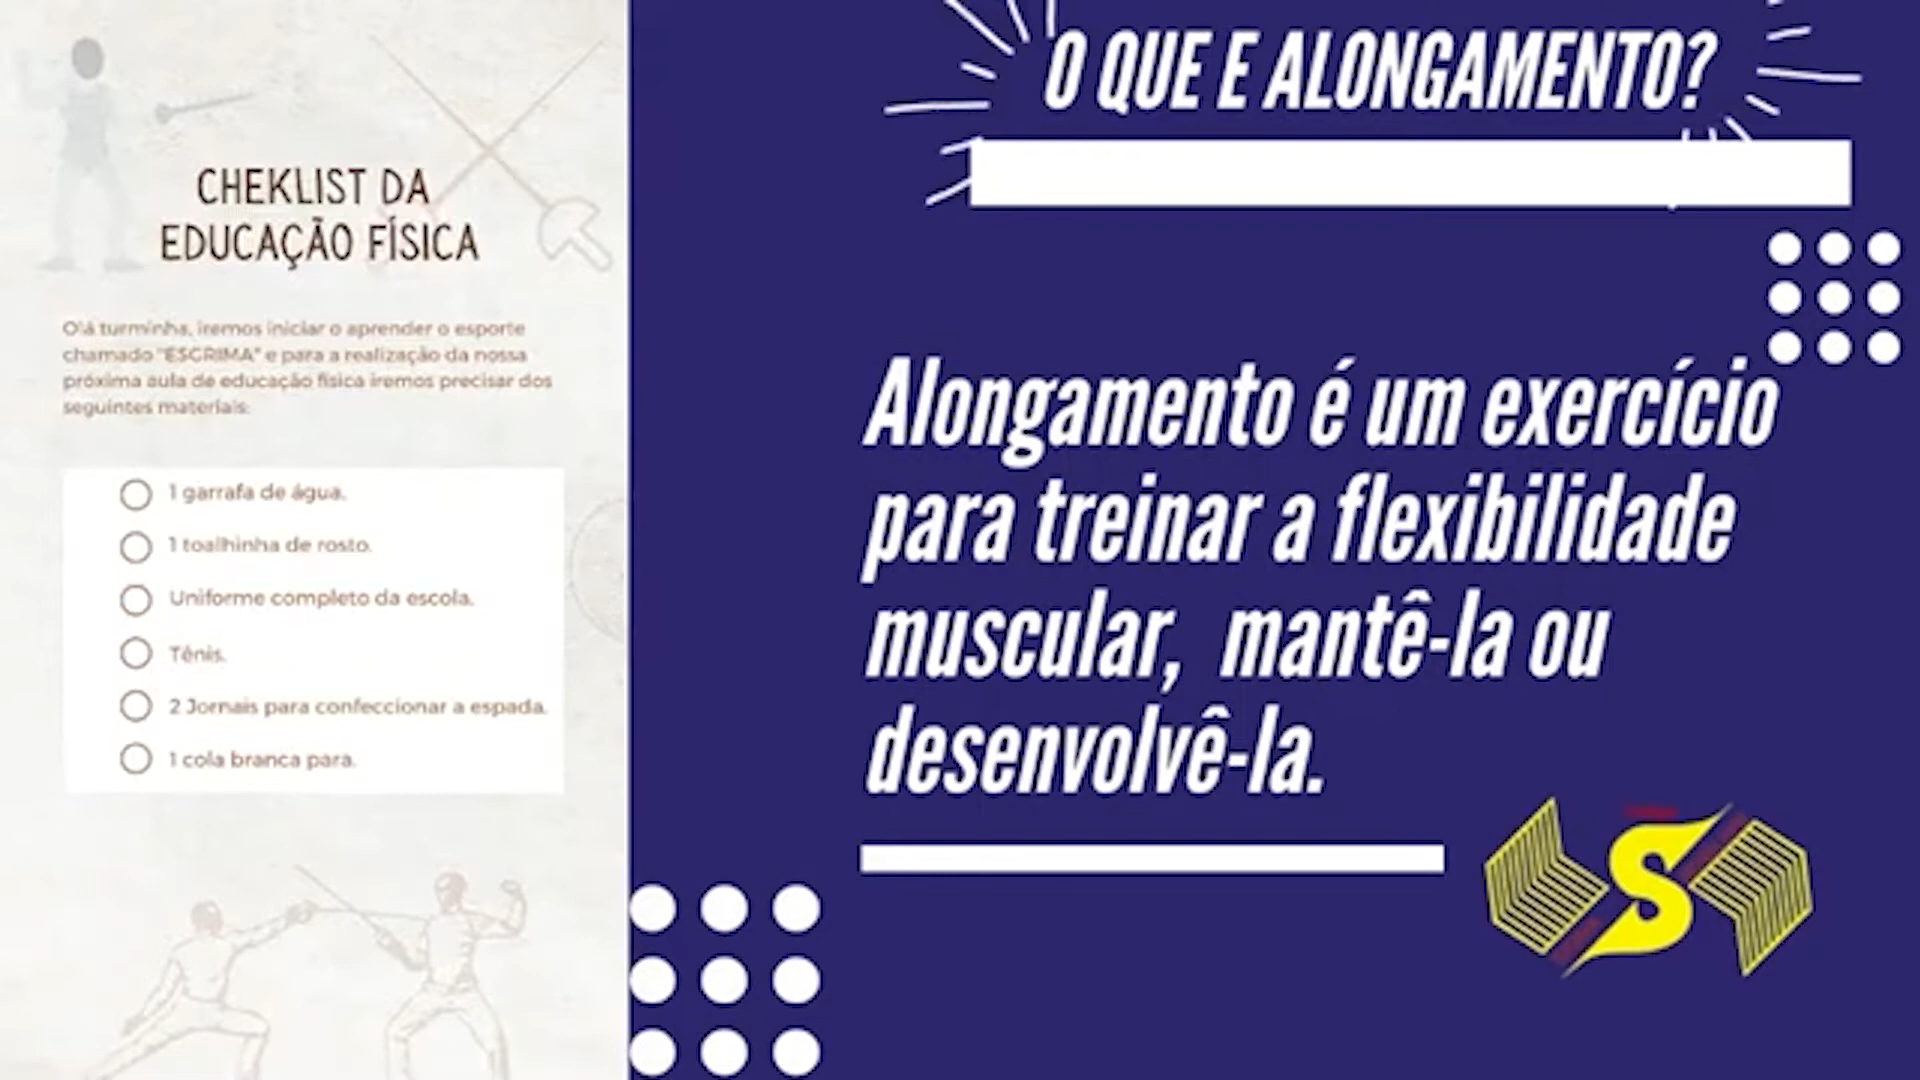 CHEKLIST DA
EDUCAÇÃO FÍSICA
Olá turminha, iremos iniciar o aprender o esporte
chamado "ESGRIMA" e para a realização da nossa
próxima aula de educação física iremos precisar dos
seguintes materiais:
1 garrafa de água.
1 toalhinha de rosto.
Uniforme completo da escola.
Tênis.
2 Jornais para confeccionar a espada.
1 cola branca para.
O QUE E ALONGAMENTO?
Alongamento é um exercício
para treinar a flexibilidade
muscular, mantê-la ou
desenvolvê-la.
S